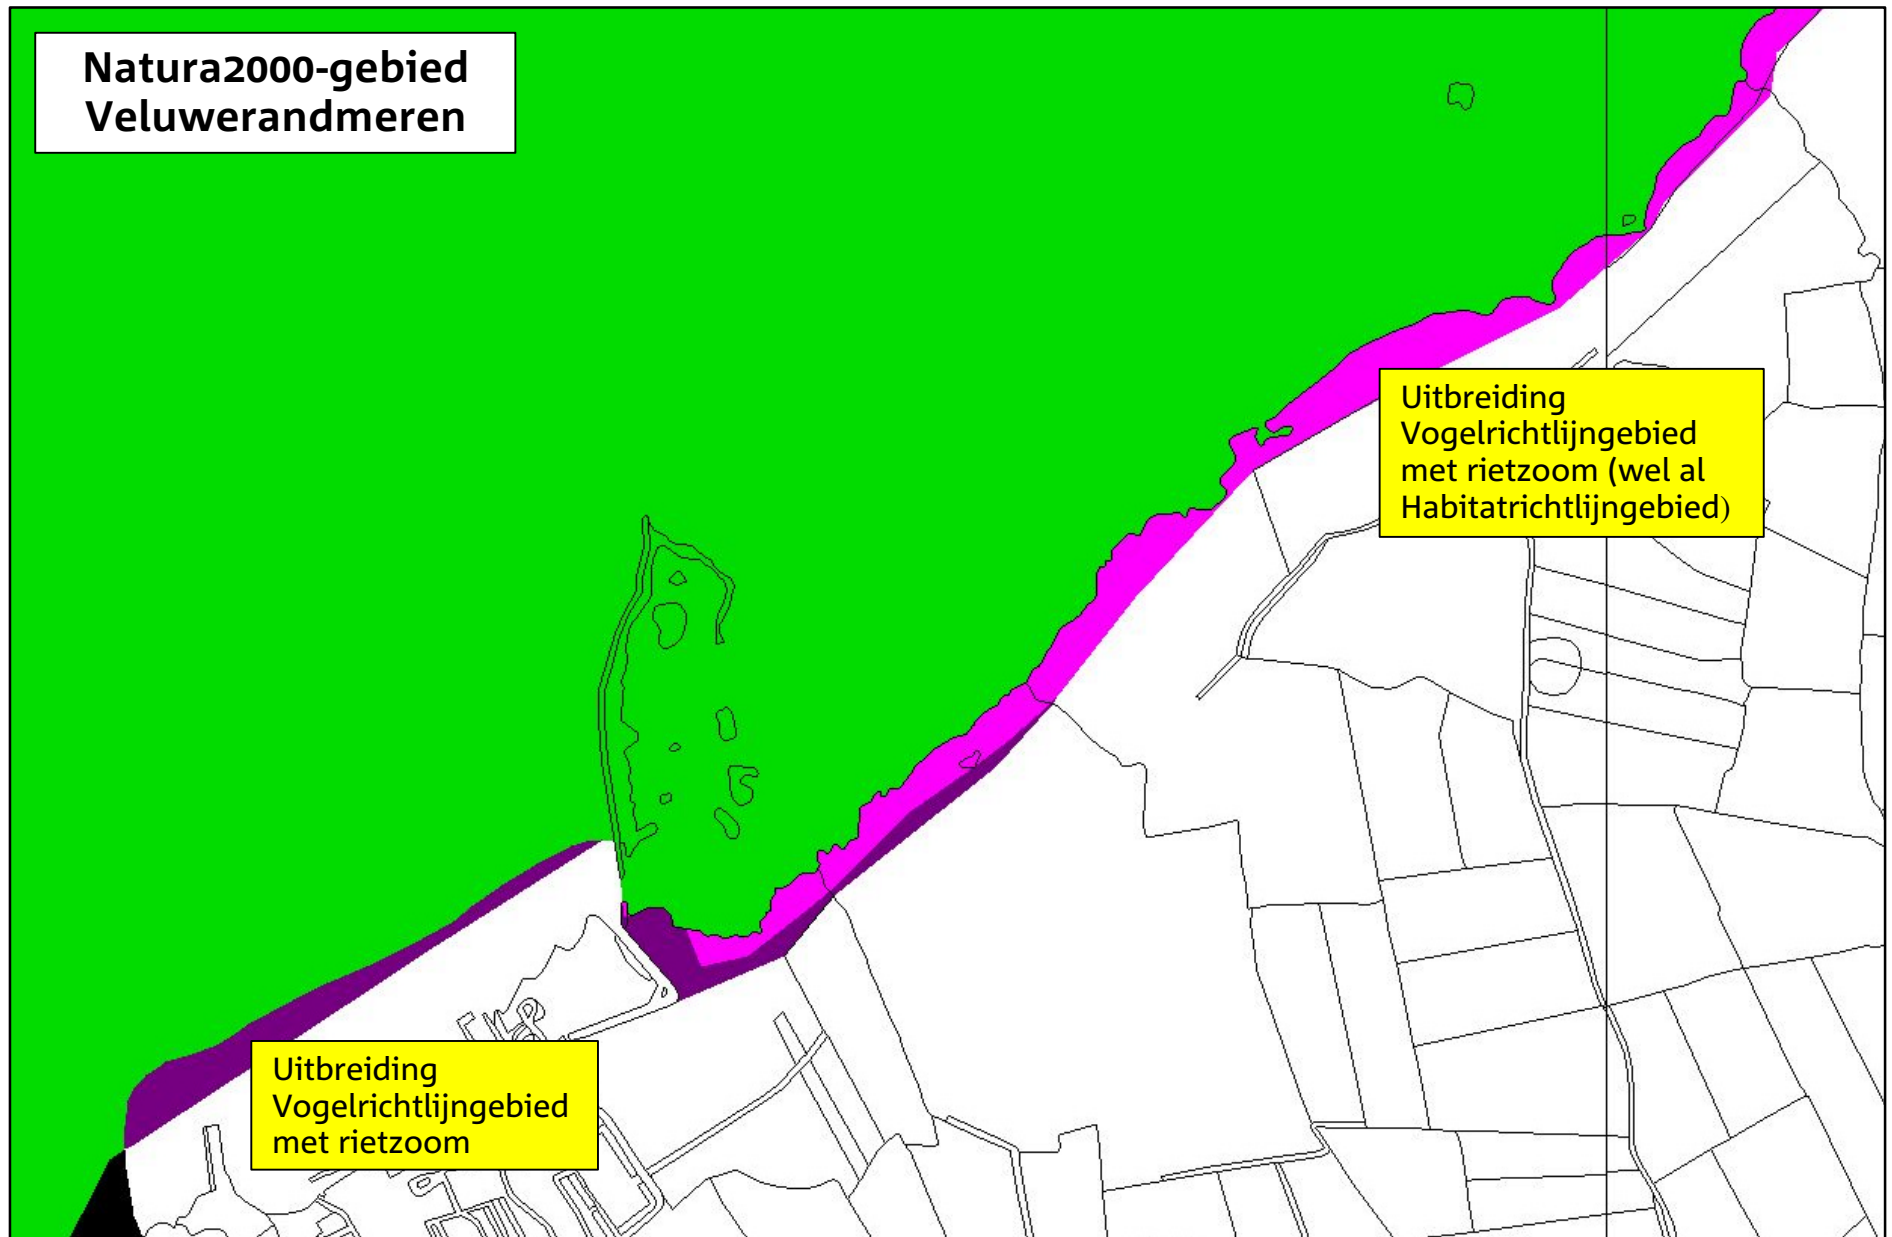 Natura2000-gebied
Veluwerandmeren
Uitbreiding
Vogelrichtlijngebied
met rietzoom (wel al
Habitatrichtlijngebied)
Uitbreiding
Vogelrichtlijngebied
met rietzoom